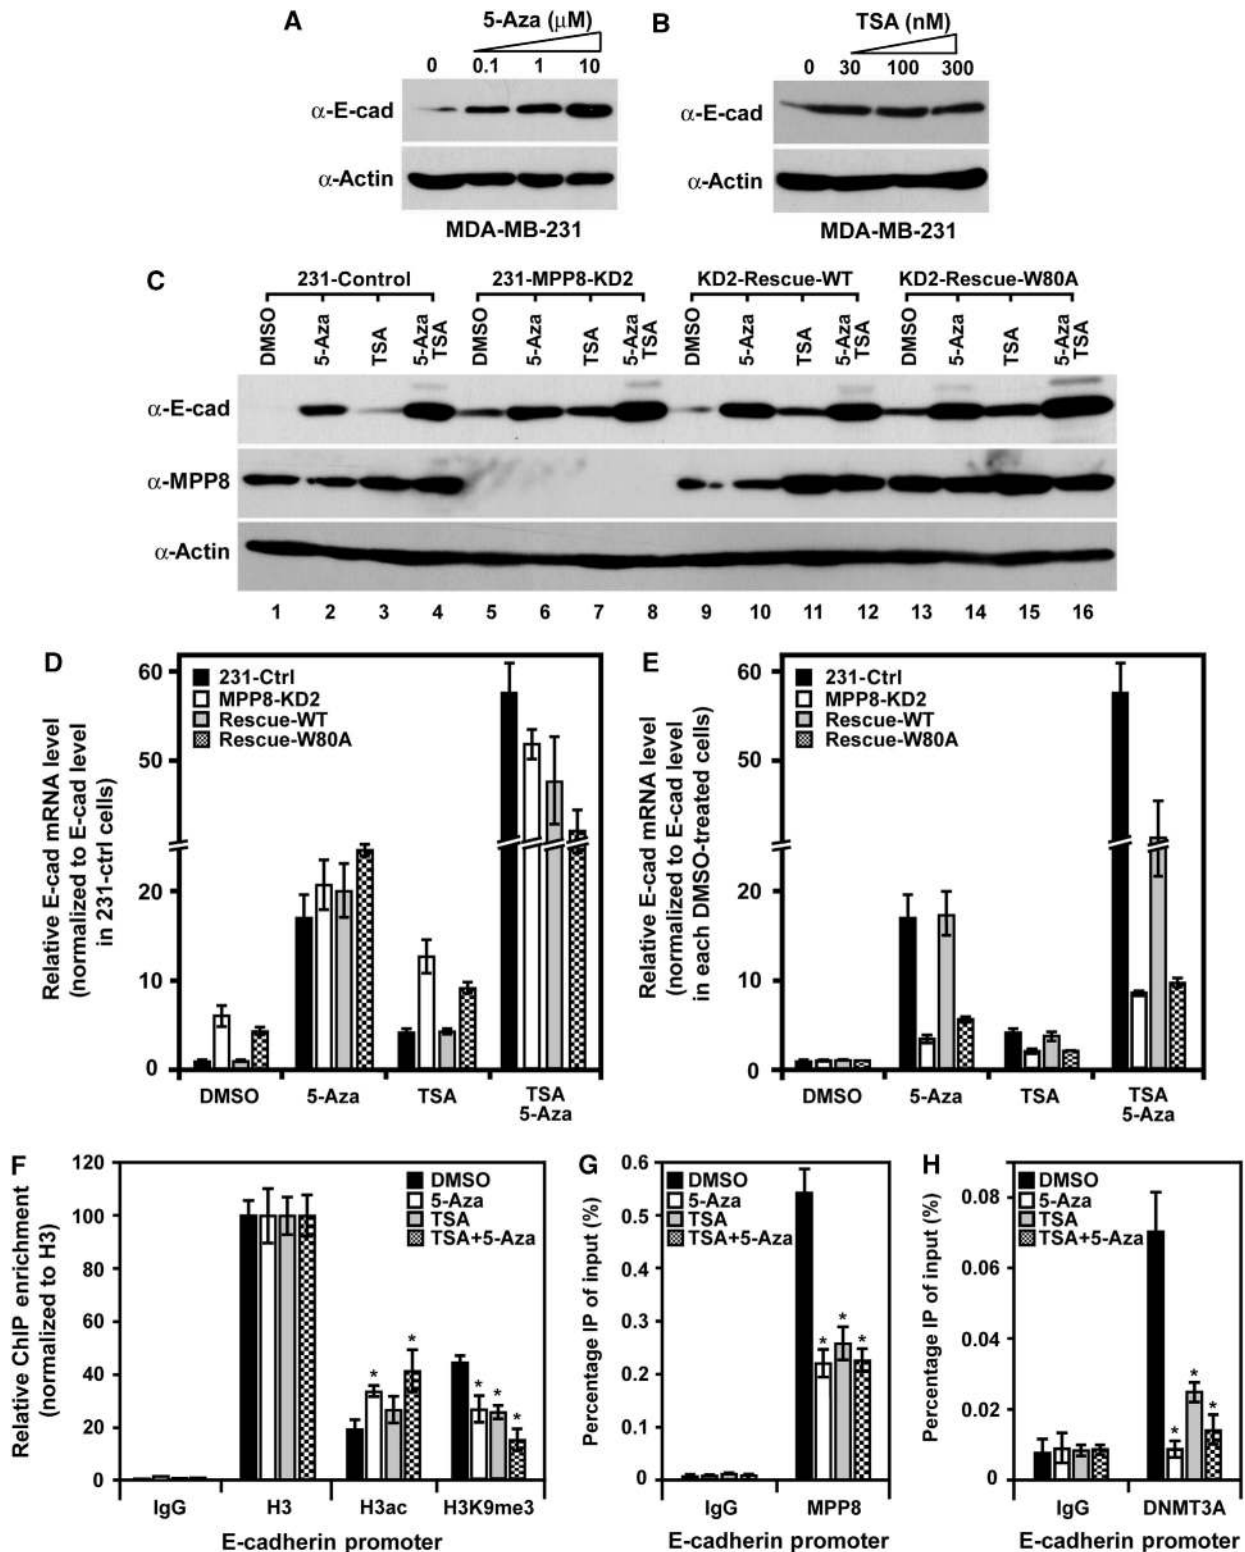 A
5-Aza (μM)
0 0.1 1 10
α-E-cad
α-Actin
MDA-MB-231
B
TSA (nM)
0 30 100 300
α-E-cad
α-Actin
MDA-MB-231
C
231-Control 231-MPP8-KD2 KD2-Rescue-WT KD2-Rescue-W80A
DMSO 5-Aza TSA 5-Aza TSA DMSO 5-Aza TSA 5-Aza TSA DMSO 5-Aza TSA 5-Aza TSA DMSO 5-Aza TSA 5-Aza TSA
α-E-cad
α-MPP8
α-Actin
1 2 3 4 5 6 7 8 9 10 11 12 13 14 15 16
D
Relative E-cad mRNA level
(normalized to E-cad level
in 231-ctrl cells)
60
50
20
10
0
231-Ctrl
MPP8-KD2
Rescue-WT
Rescue-W80A
DMSO 5-Aza TSA TSA
5-Aza
E
Relative E-cad mRNA level
(normalized to E-cad level
in each DMSO-treated cells)
60
50
20
10
0
231-Ctrl
MPP8-KD2
Rescue-WT
Rescue-W80A
DMSO 5-Aza TSA TSA
5-Aza
F
Relative ChIP enrichment
(normalized to H3)
120
100
80
60
40
20
0
DMSO
5-Aza
TSA
TSA+5-Aza
* * * * *
IgG H3 H3ac H3K9me3
E-cadherin promoter
G
Percentage IP of input (%)
0.6
0.5
0.4
0.3
0.2
0.1
0
DMSO
5-Aza
TSA
TSA+5-Aza
* * *
IgG MPP8
E-cadherin promoter
H
Percentage IP of input (%)
0.08
0.06
0.04
0.02
0
DMSO
5-Aza
TSA
TSA+5-Aza
* * *
IgG DNMT3A
E-cadherin promoter